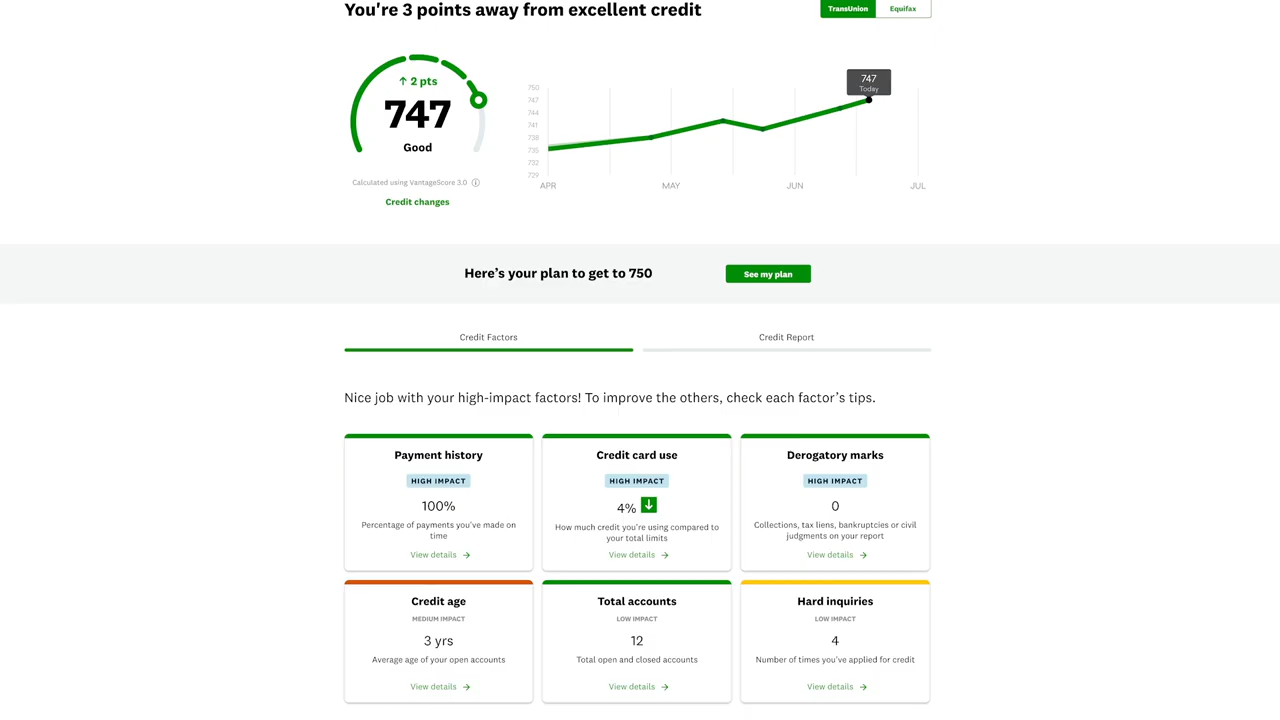 You're 3 points away from excellent credit
TransUnion Equifax
↑ 2 pts
747
Good
Calculated using VantageScore 3.0
Credit changes
747
Today
750
747
744
741
738
735
732
729
APR MAY JUN JUL
Here's your plan to get to 750
See my plan
Credit Factors Credit Report
Nice job with your high-impact factors! To improve the others, check each factor's tips.
Payment history
HIGH IMPACT
100%
Percentage of payments you've made on
time
View details →
Credit card use
HIGH IMPACT
4% ↓
How much credit you're using compared to
your total limits
View details →
Derogatory marks
HIGH IMPACT
0
Collections, tax liens, bankruptcies or civil
judgments on your report
View details →
Credit age
MEDIUM IMPACT
3 yrs
Average age of your open accounts
View details →
Total accounts
LOW IMPACT
12
Total open and closed accounts
View details →
Hard inquiries
LOW IMPACT
4
Number of times you've applied for credit
View details →